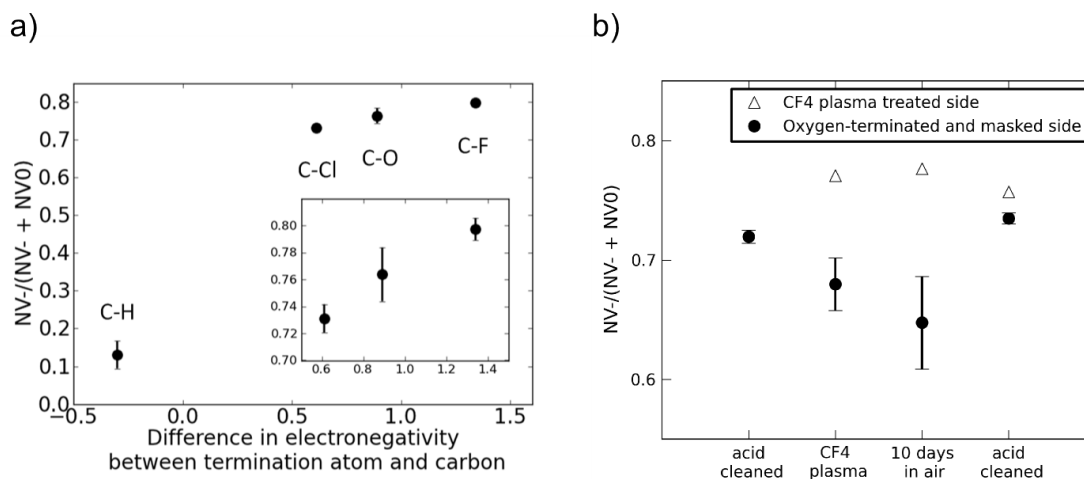 a)
b)
NV-/(NV- + NV0)
0.8
0.7
0.6
0.5
0.4
0.3
0.2
0.1
0.0
C-H
C-Cl
C-O
C-F
0.80
0.78
0.76
0.74
0.72
0.70
0.6 0.8 1.0 1.2 1.4
−0.5 0.0 0.5 1.0 1.5
Difference in electronegativity
between termination atom and carbon
NV-/(NV- + NV0)
CF4 plasma treated side
Oxygen-terminated and masked side
0.8
0.7
0.6
acid
cleaned
CF4
plasma
10 days
in air
acid
cleaned